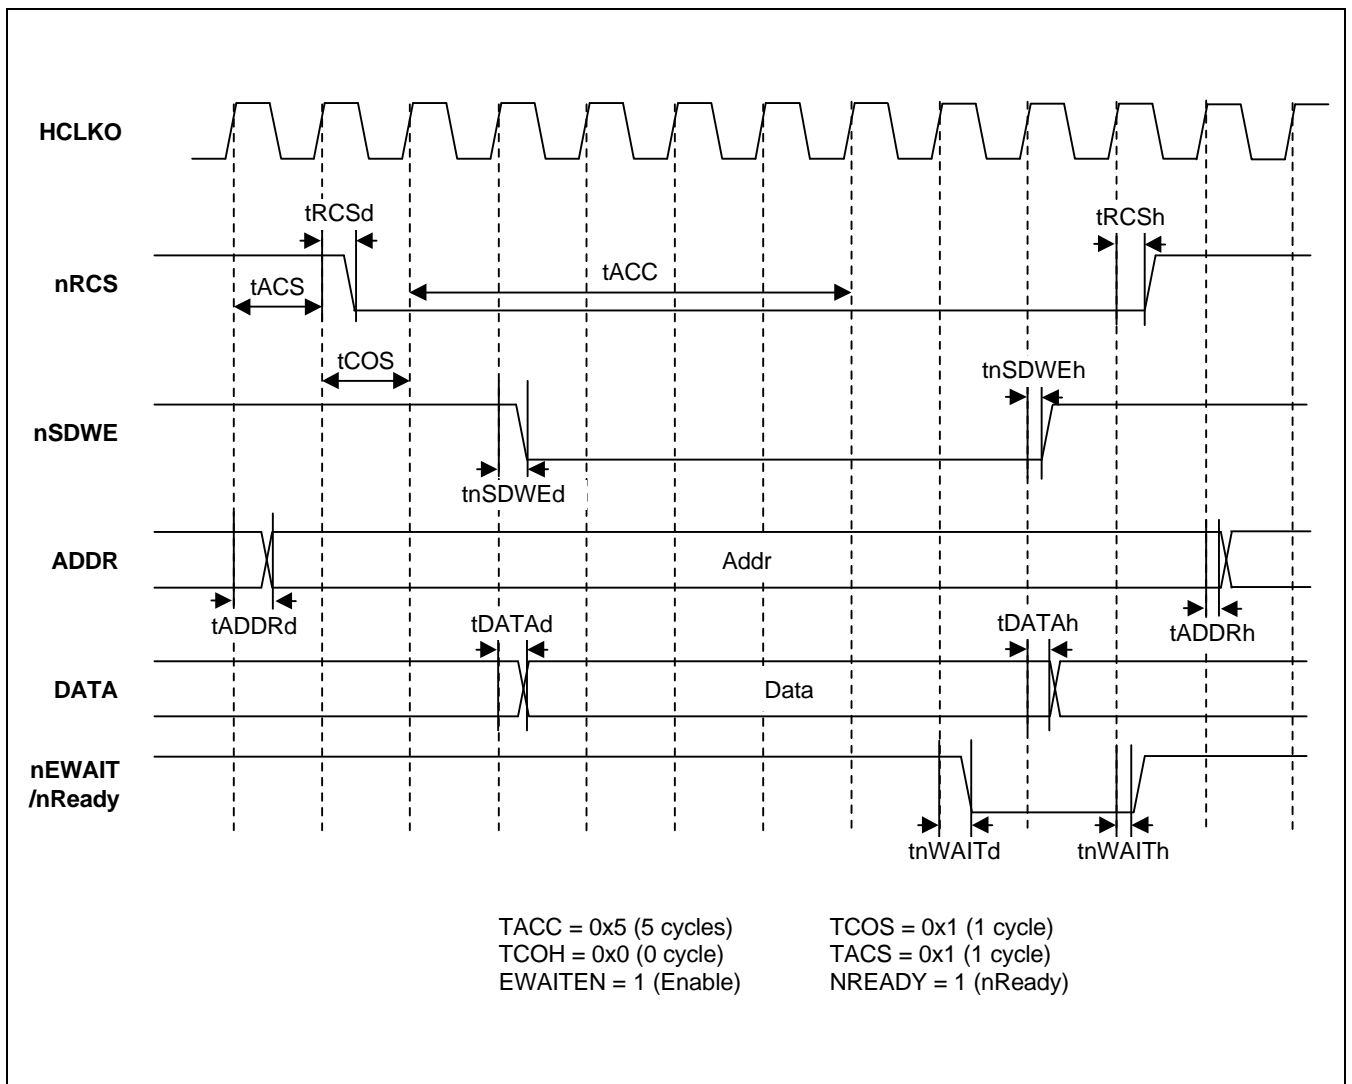 HCLKO
tRCSd
tRCSh
nRCS
tACS
tACC
tCOS
tnSDWEh
nSDWE
tnSDWEd
ADDR
Addr
tADDRd
tDATAd
tDATAh
tADDRh
DATA
Data
nEWAIT
/nReady
tnWAITd
tnWAITh
TACC = 0x5 (5 cycles)
TCOS = 0x1 (1 cycle)
TCOH = 0x0 (0 cycle)
TACS = 0x1 (1 cycle)
EWAITEN = 1 (Enable)
NREADY = 1 (nReady)